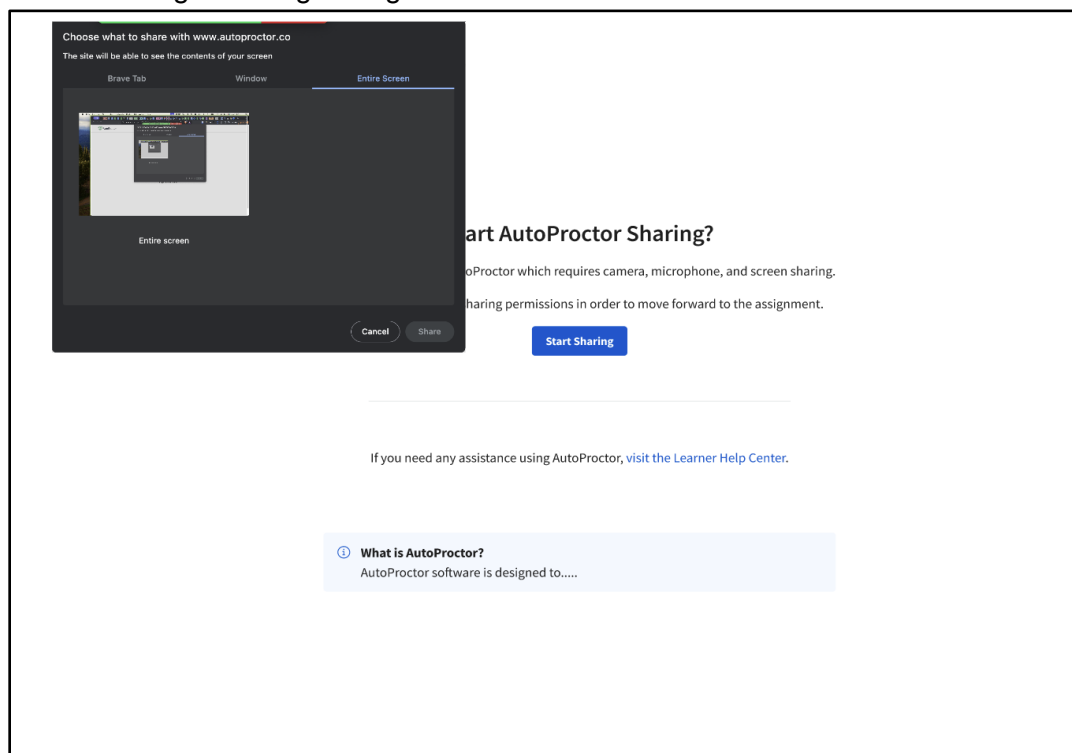 Choose what to share with www.autoproctor.co
The site will be able to see the contents of your screen
Brave Tab Window Entire Screen
Entire screen
Cancel Share
art AutoProctor Sharing?
oProctor which requires camera, microphone, and screen sharing.
haring permissions in order to move forward to the assignment.
Start Sharing
If you need any assistance using AutoProctor, visit the Learner Help Center.
What is AutoProctor?
AutoProctor software is designed to.....